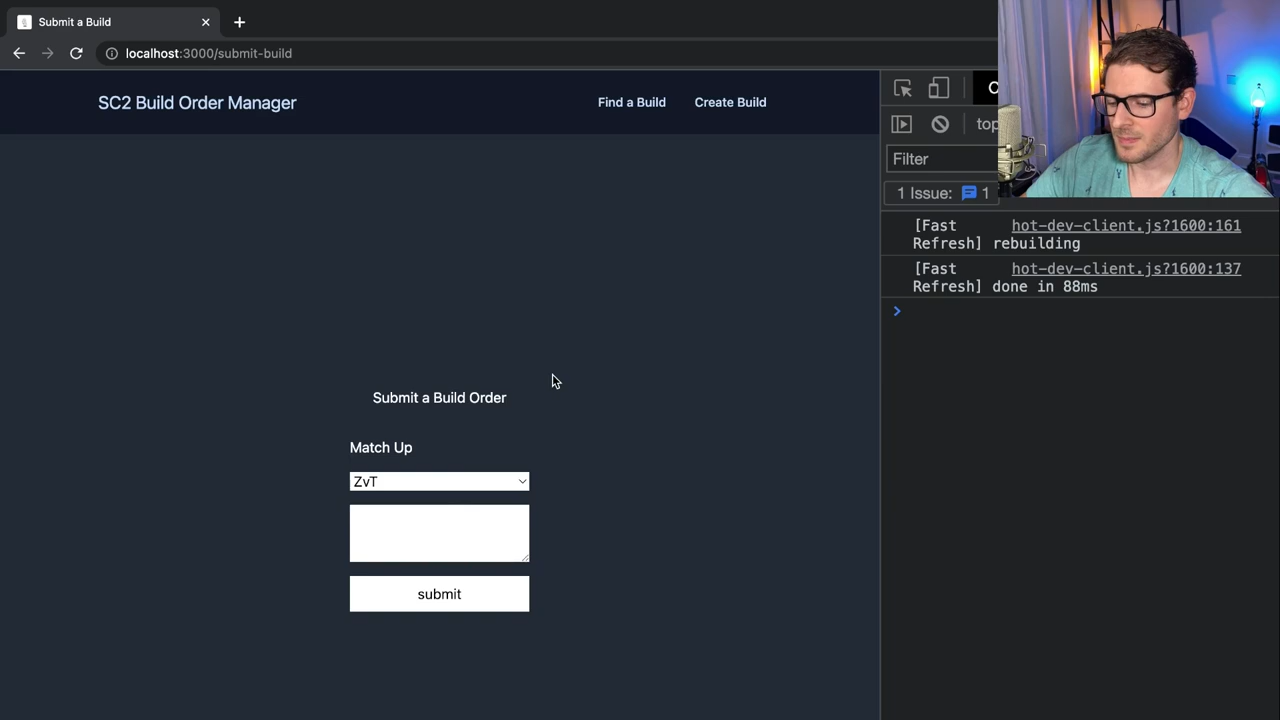 Submit a Build
localhost:3000/submit-build
SC2 Build Order Manager
Find a Build
Create Build
top
Filter
1 Issue: 1
[Fast hot-dev-client.js?1600:161
Refresh] rebuilding
[Fast hot-dev-client.js?1600:137
Refresh] done in 88ms
Submit a Build Order
Match Up
ZvT
submit